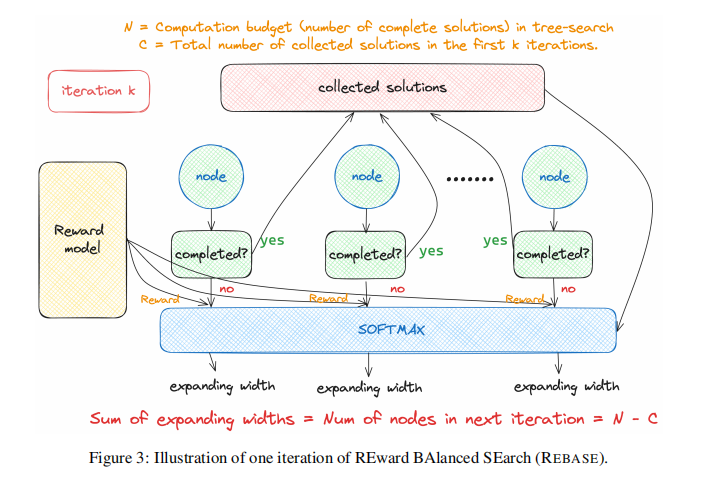 N = Computation budget (number of complete solutions) in tree-search
C = Total number of collected solutions in the first k iterations.
iteration k
collected solutions
node
node
.......
node
Reward
model
completed?
yes
completed?
yes
yes
completed?
no
no
no
Reward
Reward
Reward
SOFTMAX
expanding width
expanding width
expanding width
Sum of expanding widths = Num of nodes in next iteration = N - C
Figure 3: Illustration of one iteration of REward BAlanced SEarch (REBASE).